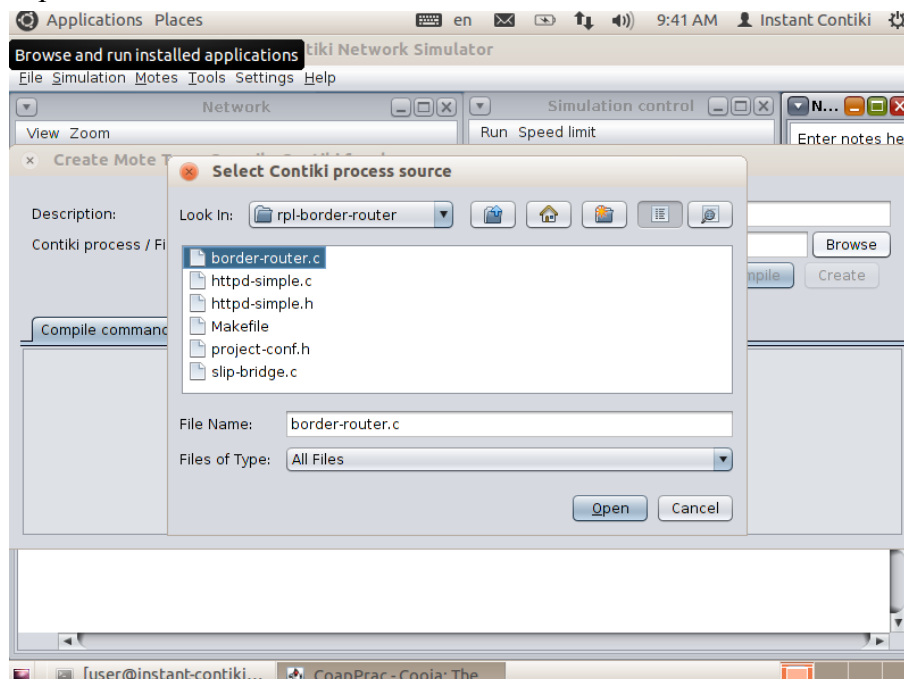 Applications Places en 9:41 AM Instant Contiki
Browse and run installed applications tiki Network Simulator
File Simulation Motes Tools Settings Help
Network Simulation control N...
View Zoom Run Speed limit Enter notes he
Create Mote T
Select Contiki process source
Description: Look In: rpl-border-router
Contiki process / Fi Browse
border-router.c
httpd-simple.c mpile Create
httpd-simple.h
Makefile
Compile command
project-conf.h
slip-bridge.c
File Name: border-router.c
Files of Type: All Files
Open Cancel
[user@instant-contiki... CoapPrac - Cooja: The